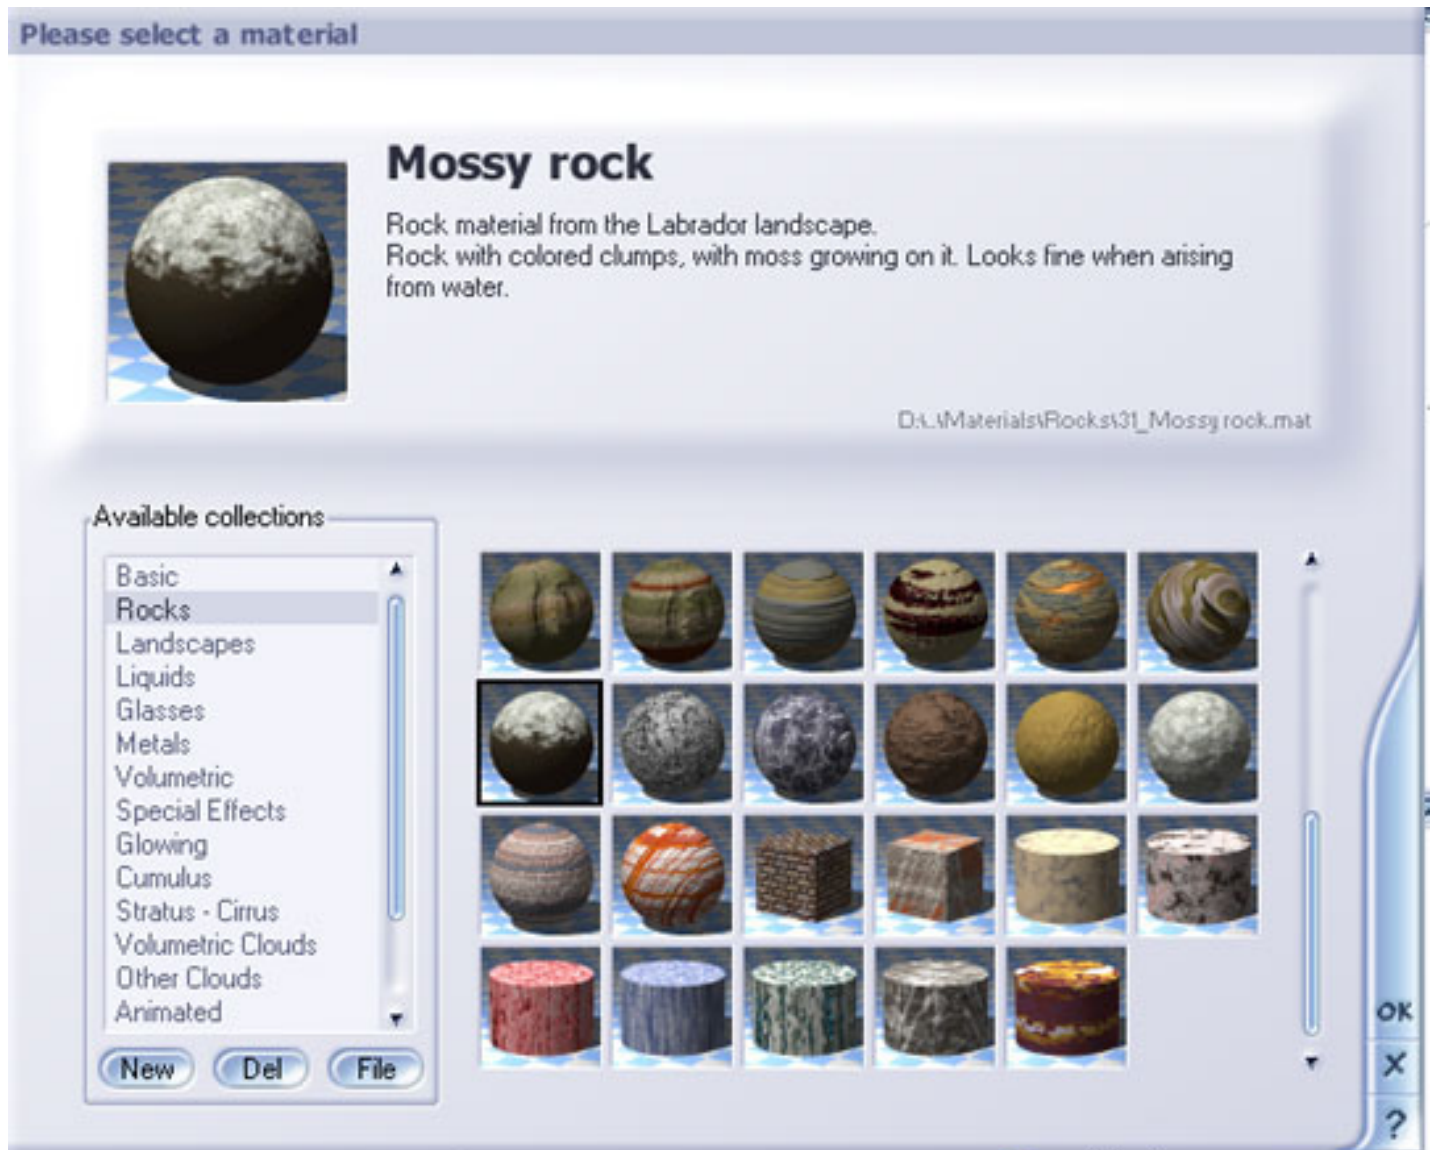 Please select a material
Mossy rock
Rock material from the Labrador landscape.
Rock with colored clumps, with moss growing on it. Looks fine when arising
from water.
D:\..\Materials\Rocks\31_Mossy rock.mat
Available collections
Basic
Rocks
Landscapes
Liquids
Glasses
Metals
Volumetric
Special Effects
Glowing
Cumulus
Stratus - Cirrus
Volumetric Clouds
Other Clouds
Animated
New Del File
OK
X
?